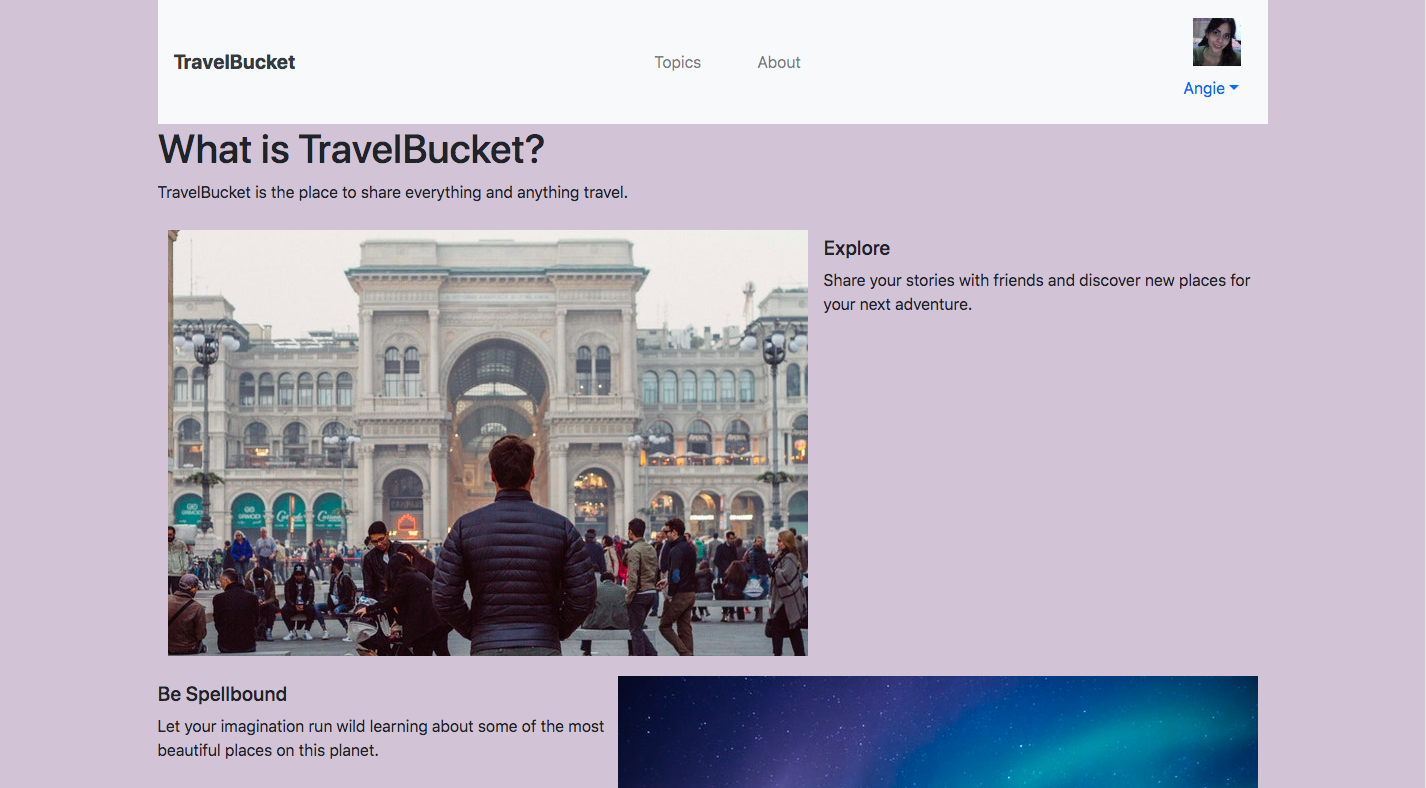 TravelBucket
Topics
About
Angie
What is TravelBucket?
TravelBucket is the place to share everything and anything travel.
Explore
Share your stories with friends and discover new places for
your next adventure.
Be Spellbound
Let your imagination run wild learning about some of the most
beautiful places on this planet.